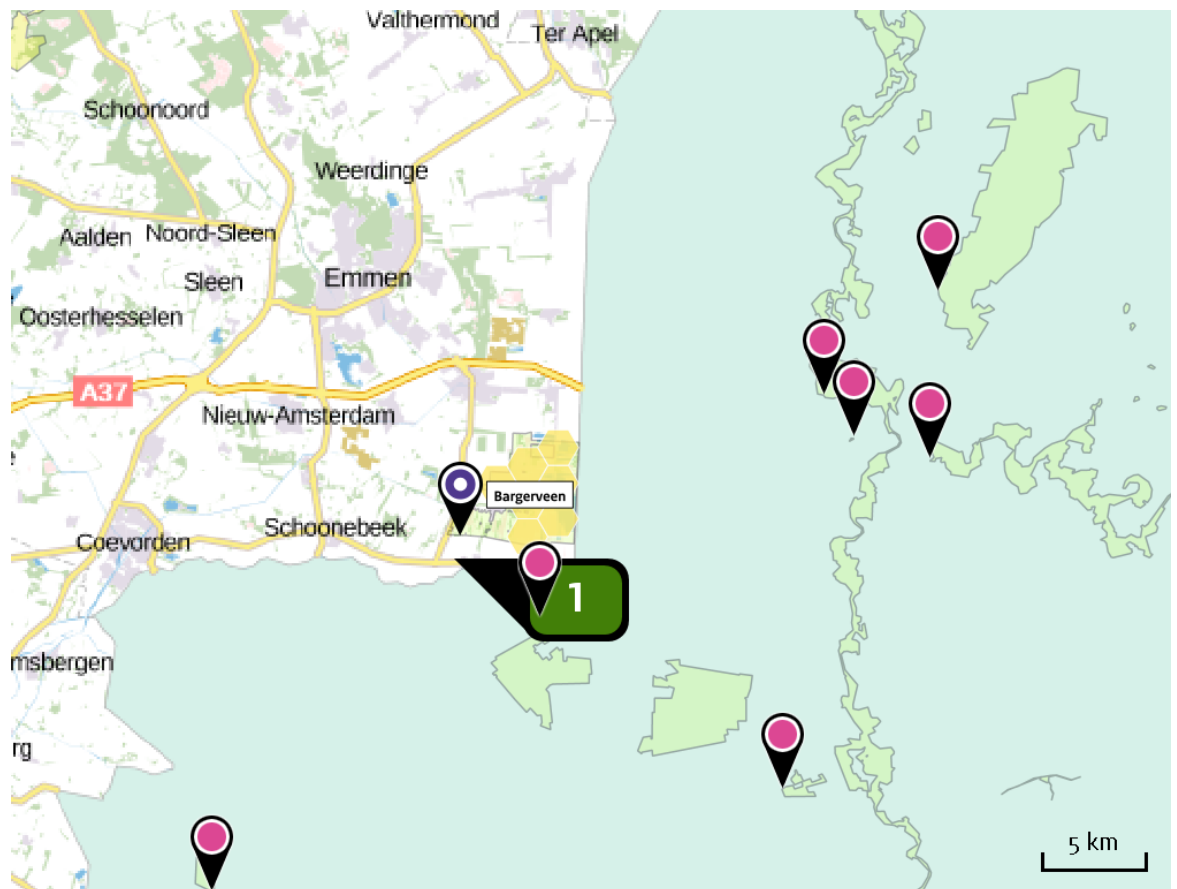 Valthermond
Ter Apel
Schoonoord
Weerdinge
Aalden
Noord-Sleen
Sleen
Emmen
Oosterhesselen
A37
Nieuw-Amsterdam
Bargerveen
Schoonebeek
Coevorden
1
msbergen
rg
5 km